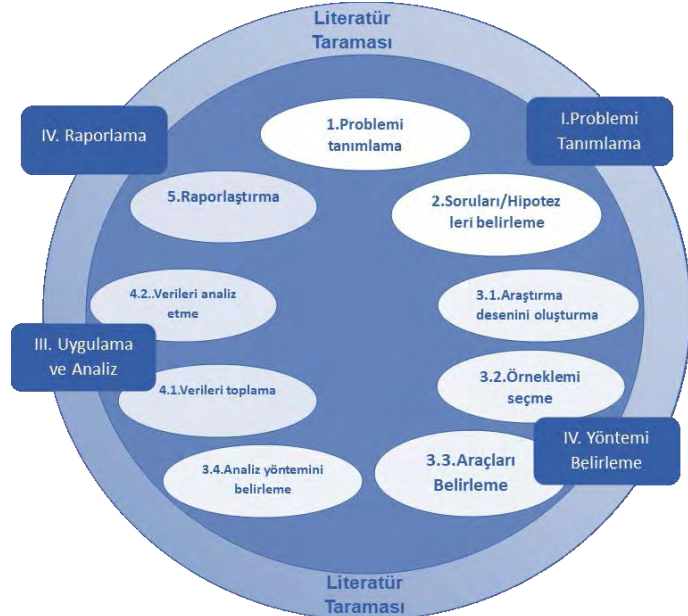 Literatür
Taraması
I.Problemi
Tanımlama
IV. Raporlama
1.Problemi
tanımlama
5.Raporlaştırma
2.Soruları/Hipotez
leri belirleme
4.2..Verileri analiz
etme
3.1.Araştırma
desenini oluşturma
III. Uygulama
ve Analiz
3.2.Örneklemi
seçme
4.1.Verileri toplama
IV. Yöntemi
Belirleme
3.4.Analiz yöntemini
belirleme
3.3.Araçları
Belirleme
Literatür
Taraması